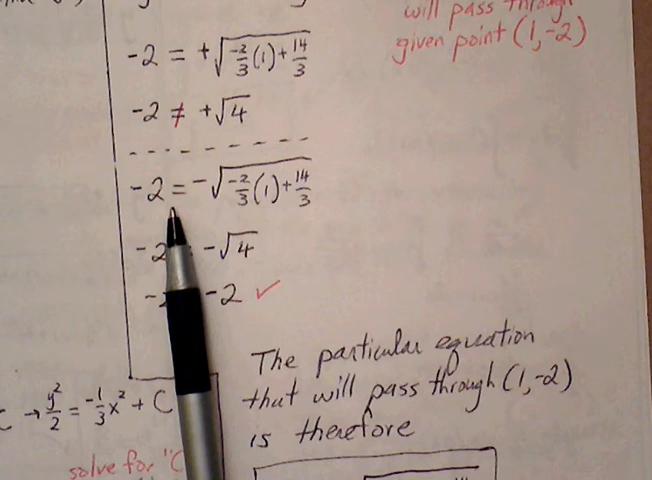 will pass through
given point (1,-2)
-2 = +√(-2/3(1)+14/3)
-2 ≠ +√4
-2 = -√(-2/3(1)+14/3)
-2 -√4
-2 -2 ✓
C → y²/2 = -1/3x² + C
solve for "C
The particular equation
that will pass through (1,-2)
is therefore